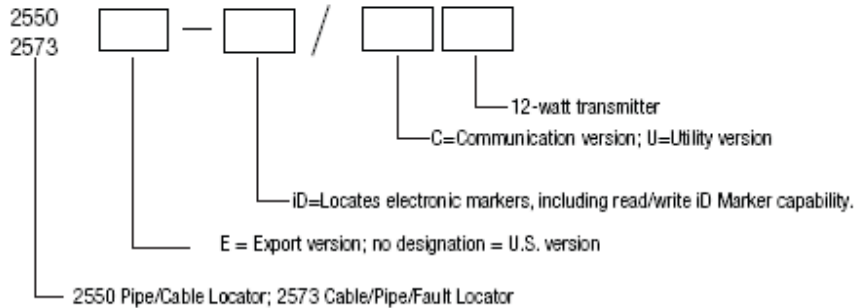 2550
2573
12-watt transmitter
C=Communication version; U=Utility version
iD=Locates electronic markers, including read/write iD Marker capability.
E = Export version; no designation = U.S. version
2550 Pipe/Cable Locator; 2573 Cable/Pipe/Fault Locator